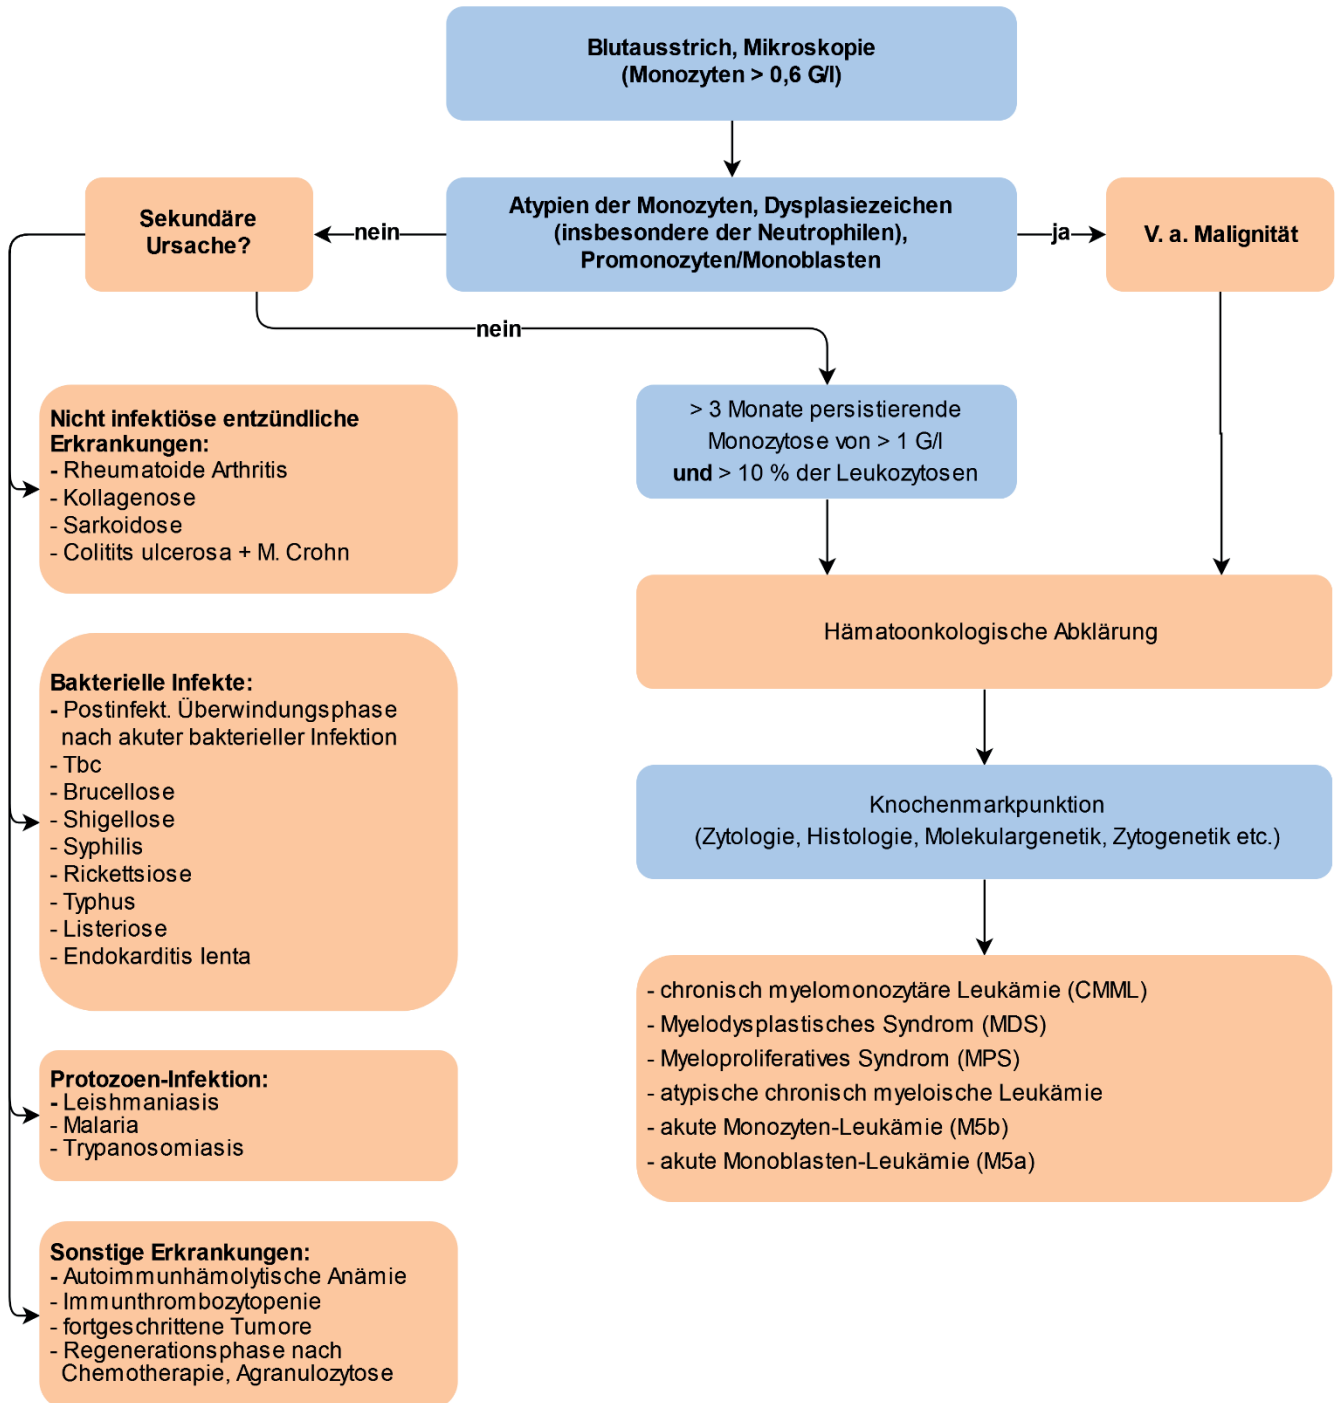 Blutausstrich, Mikroskopie
(Monozyten > 0,6 G/l)
Atypien der Monozyten, Dysplasiezeichen
(insbesondere der Neutrophilen),
Promonozyten/Monoblasten
nein
ja
Sekundäre
Ursache?
V. a. Malignität
nein
Nicht infektiöse entzündliche
Erkrankungen:
- Rheumatoide Arthritis
- Kollagenose
- Sarkoidose
- Colitits ulcerosa + M. Crohn
> 3 Monate persistierende
Monozytose von > 1 G/l
und > 10 % der Leukozytosen
Hämatoonkologische Abklärung
Bakterielle Infekte:
- Postinfekt. Überwindungsphase
nach akuter bakterieller Infektion
- Tbc
- Brucellose
- Shigellose
- Syphilis
- Rickettsiose
- Typhus
- Listeriose
- Endokarditis lenta
Knochenmarkpunktion
(Zytologie, Histologie, Molekulargenetik, Zytogenetik etc.)
- chronisch myelomonozytäre Leukämie (CMML)
- Myelodysplastisches Syndrom (MDS)
- Myeloproliferatives Syndrom (MPS)
- atypische chronisch myeloische Leukämie
- akute Monozyten-Leukämie (M5b)
- akute Monoblasten-Leukämie (M5a)
Protozoen-Infektion:
- Leishmaniasis
- Malaria
- Trypanosomiasis
Sonstige Erkrankungen:
- Autoimmunhämolytische Anämie
- Immunthrombozytopenie
- fortgeschrittene Tumore
- Regenerationsphase nach
Chemotherapie, Agranulozytose